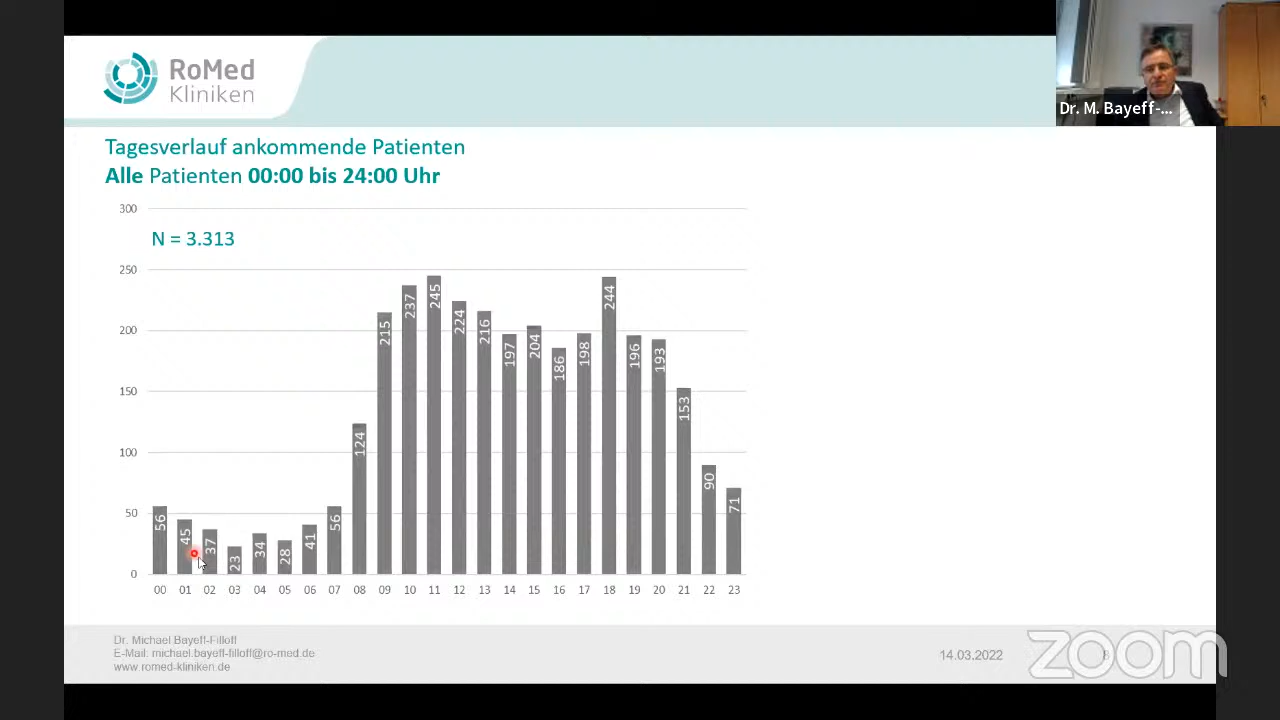 RoMed
Kliniken
Dr. M. Bayeff-...
Tagesverlauf ankommende Patienten
Alle Patienten 00:00 bis 24:00 Uhr
N = 3.313
300
250
200
150
100
50
0
56 45 37 23 34 28 41 56 124 215 237 245 224 216 197 204 186 198 244 196 193 153 90 71
00 01 02 03 04 05 06 07 08 09 10 11 12 13 14 15 16 17 18 19 20 21 22 23
Dr. Michael Bayeff-Filloff
E-Mail: michael.bayeff-filloff@ro-med.de
www.romed-kliniken.de
14.03.2022
8
zoom